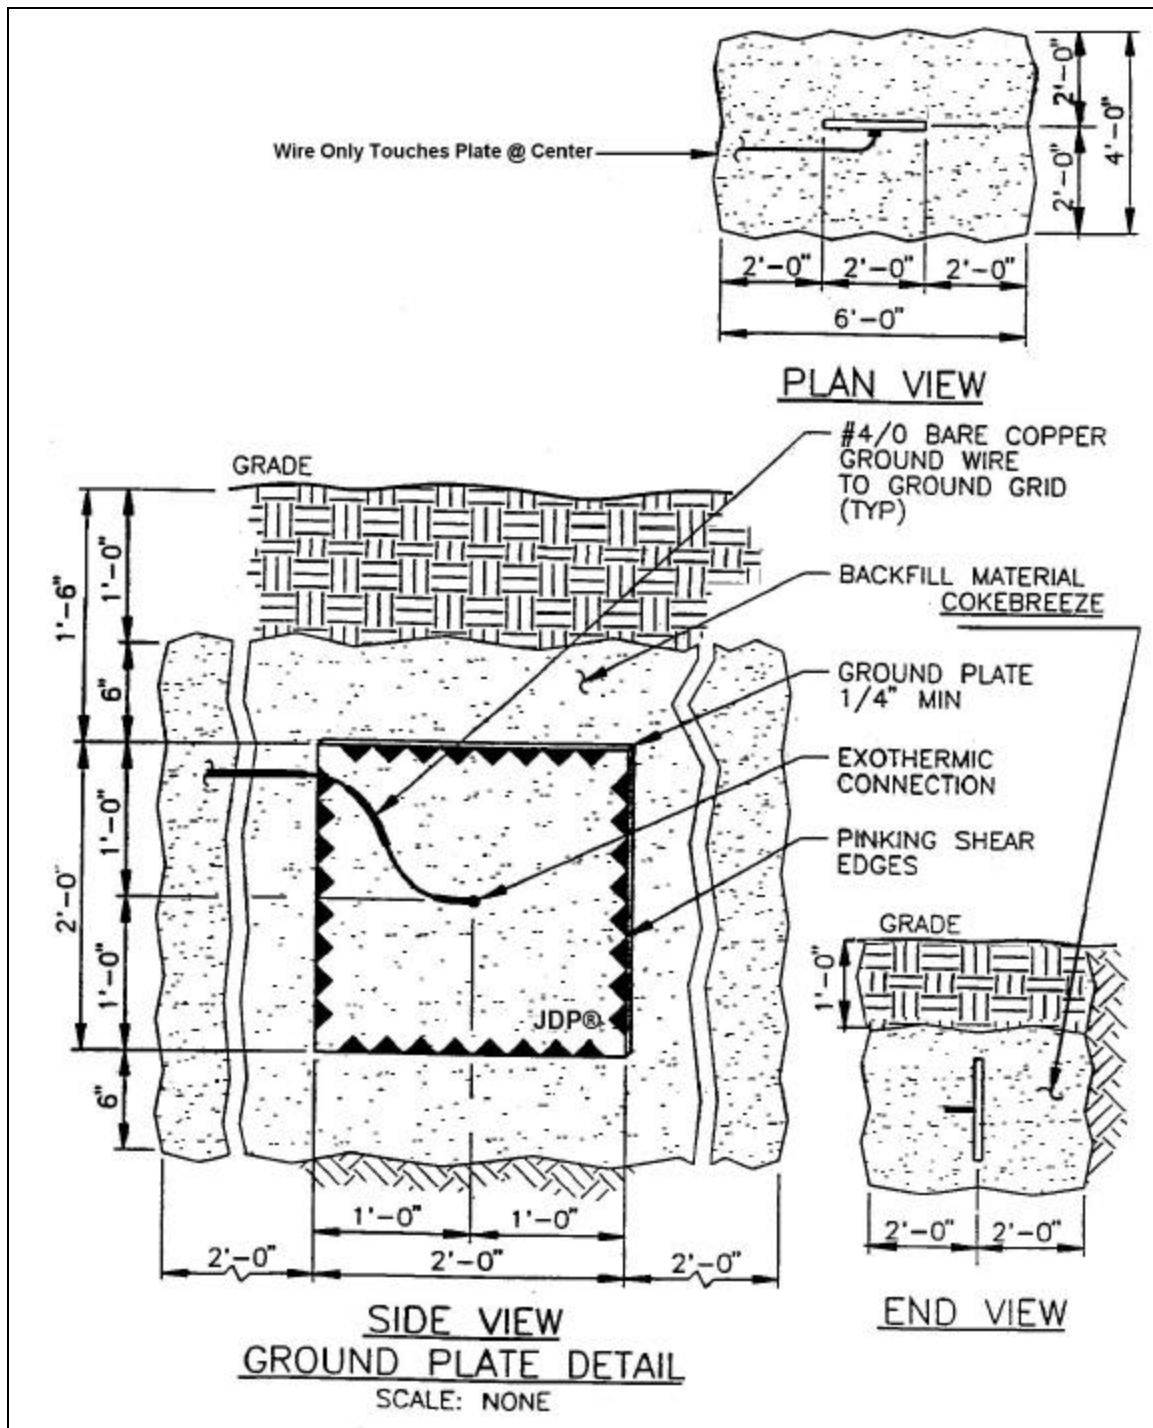 2'-0"
4'-0"
2'-0"
Wire Only Touches Plate @ Center
2'-0" 2'-0" 2'-0"
6'-0"
PLAN VIEW
#4/0 BARE COPPER
GROUND WIRE
TO GROUND GRID
(TYP)
GRADE
1'-0"
1'-6"
6"
BACKFILL MATERIAL
COKEBREEZE
GROUND PLATE
1/4" MIN
EXOTHERMIC
CONNECTION
PINKING SHEAR
EDGES
1'-0"
2'-0"
1'-0"
6"
JDP®
GRADE
1'-0"
1'-0" 1'-0"
2'-0" 2'-0" 2'-0"
2'-0" 2'-0"
SIDE VIEW
END VIEW
GROUND PLATE DETAIL
SCALE: NONE